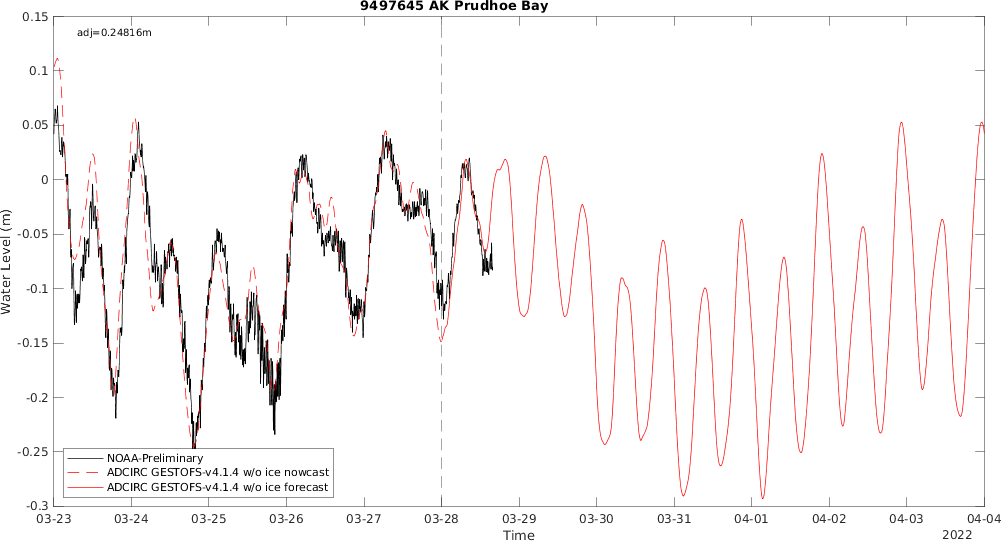 9497645 AK Prudhoe Bay
adj=0.24816m
0.15
0.1
0.05
0
-0.05
-0.1
-0.15
-0.2
-0.25
-0.3
Water Level (m)
NOAA-Preliminary
ADCIRC GESTOFS-v4.1.4 w/o ice nowcast
ADCIRC GESTOFS-v4.1.4 w/o ice forecast
03-23 03-24 03-25 03-26 03-27 03-28 03-29 03-30 03-31 04-01 04-02 04-03 04-04
Time
2022